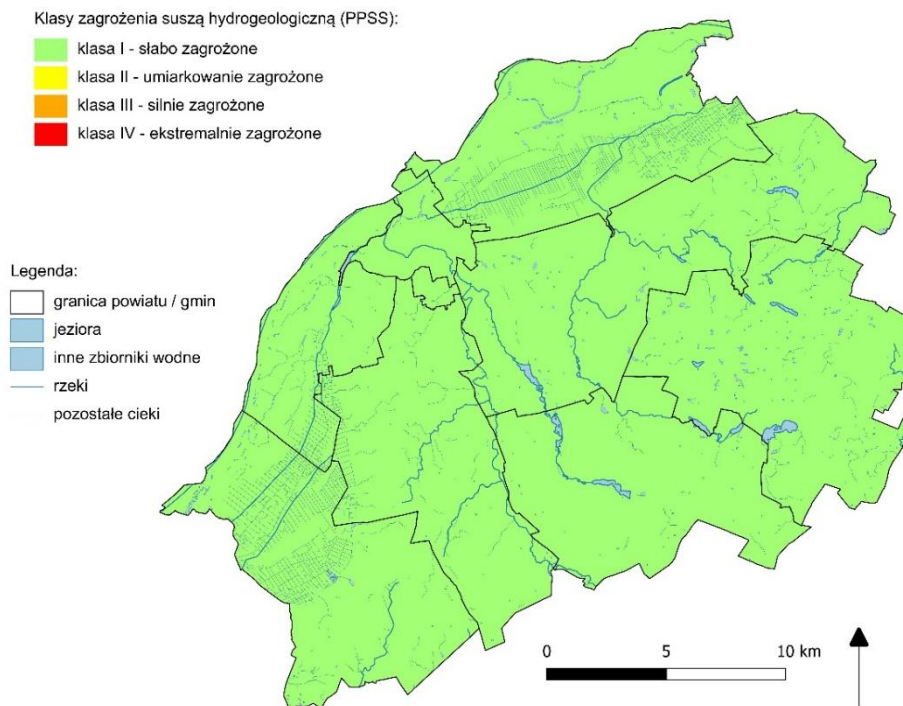 Klasy zagrożenia suszą hydrogeologiczną (PPSS):
klasa I - słabo zagrożone
klasa II - umiarkowanie zagrożone
klasa III - silnie zagrożone
klasa IV - ekstremalnie zagrożone
Legenda:
granica powiatu / gmin
jeziora
inne zbiorniki wodne
rzeki
pozostałe cieki
0 5 10 km